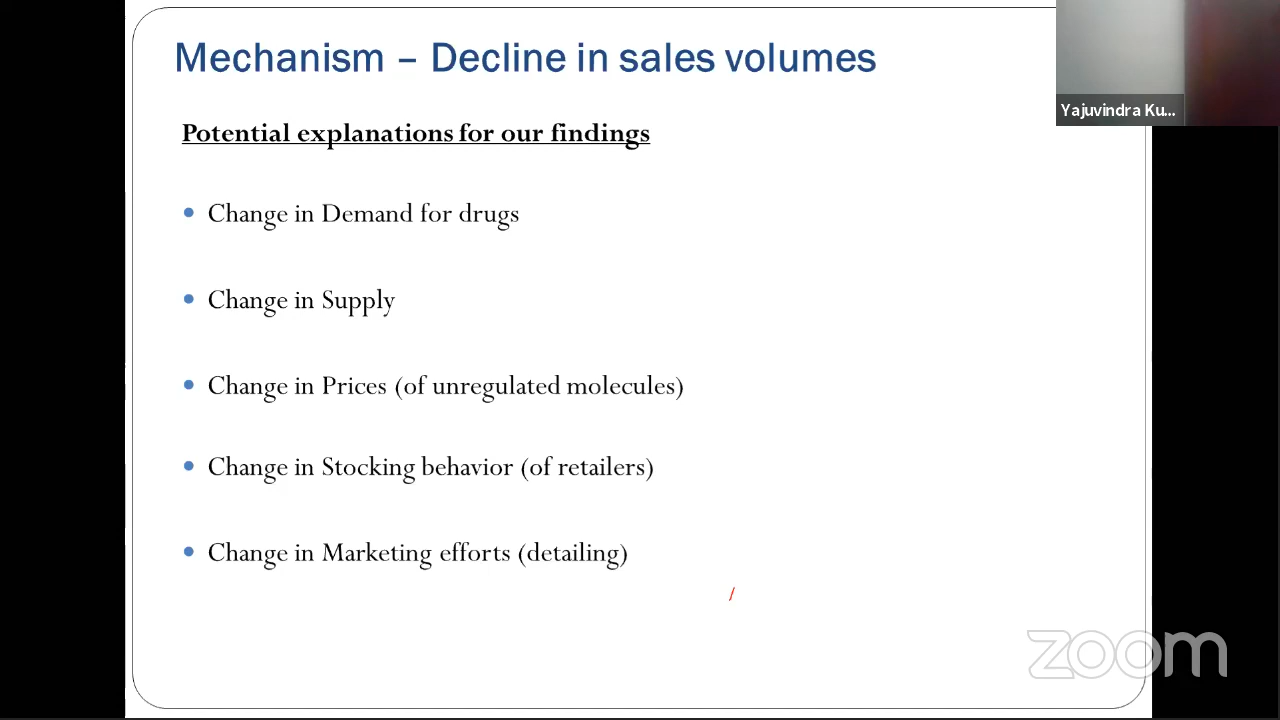 Mechanism – Decline in sales volumes
Yajuvindra Ku...
Potential explanations for our findings
• Change in Demand for drugs
• Change in Supply
• Change in Prices (of unregulated molecules)
• Change in Stocking behavior (of retailers)
• Change in Marketing efforts (detailing)
zoom